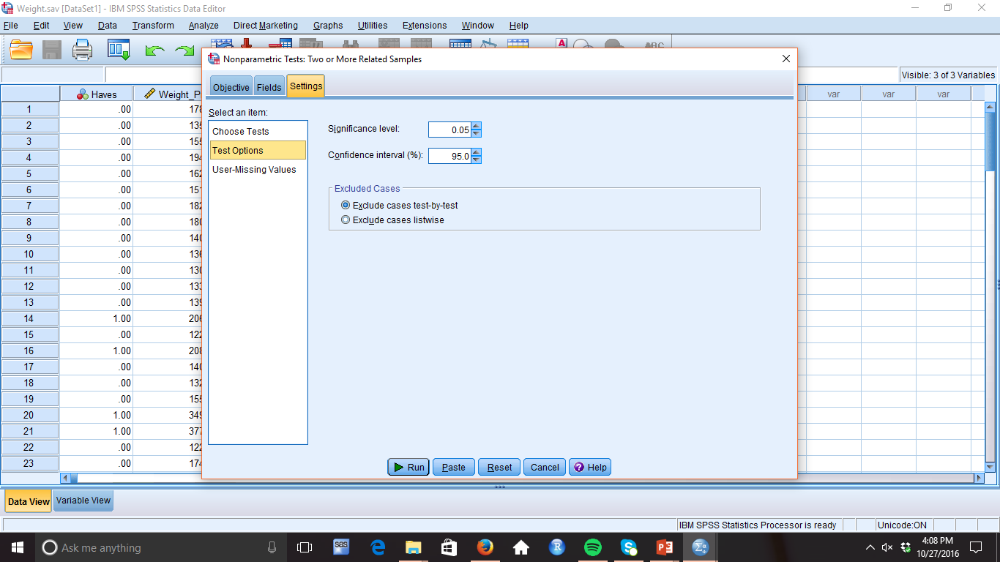 Weight.sav [DataSet1] - IBM SPSS Statistics Data Editor
File Edit View Data Transform Analyze Direct Marketing Graphs Utilities Extensions Window Help
A ABC
Nonparametric Tests: Two or More Related Samples
Visible: 3 of 3 Variables
Objective Fields Settings
Haves Weight_P var var var
Select an item:
Choose Tests
Test Options
User-Missing Values
Significance level: 0.05
Confidence interval (%): 95.0
Excluded Cases
Exclude cases test-by-test
Exclude cases listwise
1 .00 178
2 .00 135
3 .00 155
4 .00 194
5 .00 162
6 .00 151
7 .00 182
8 .00 180
9 .00 140
10 .00 136
11 .00 130
12 .00 133
13 .00 139
14 1.00 206
15 .00 122
16 1.00 208
17 .00 140
18 .00 132
19 .00 155
20 1.00 349
21 1.00 377
22 .00 122
23 .00 174
Run Paste Reset Cancel Help
Data View Variable View
IBM SPSS Statistics Processor is ready Unicode:ON
Ask me anything
sas
4:08 PM
10/27/2016